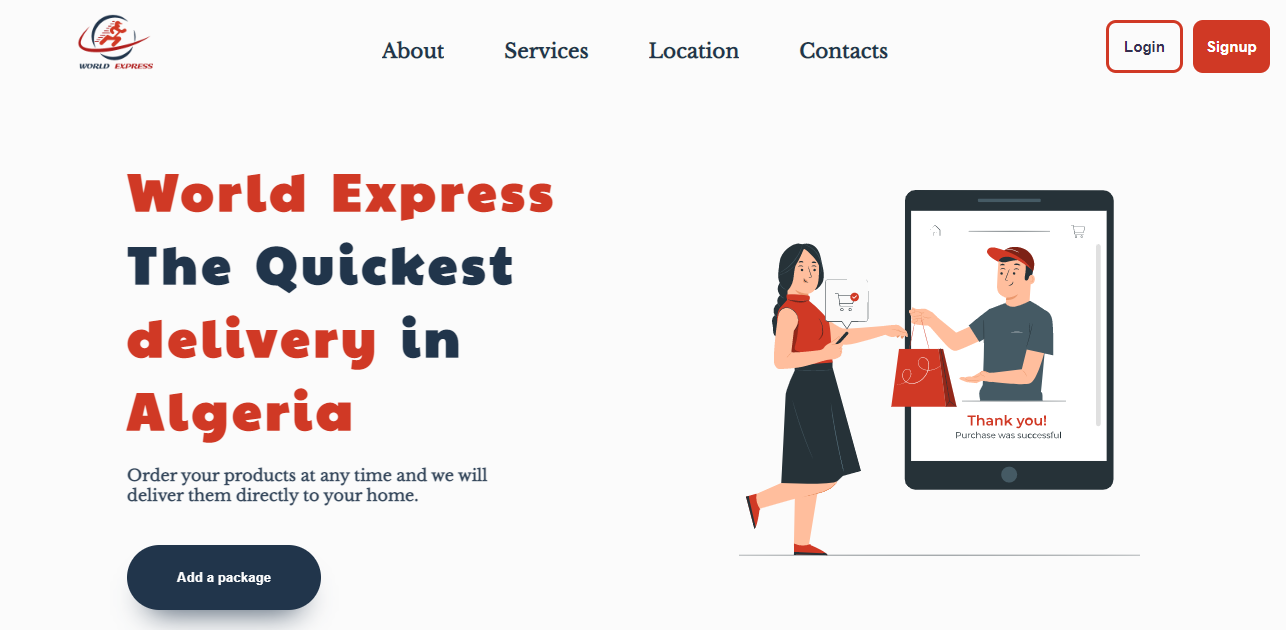 WORLD EXPRESS
About
Services
Location
Contacts
Login
Signup
World Express
The Quickest
delivery in
Algeria
Order your products at any time and we will
deliver them directly to your home.
Add a package
Thank you!
Purchase was successful